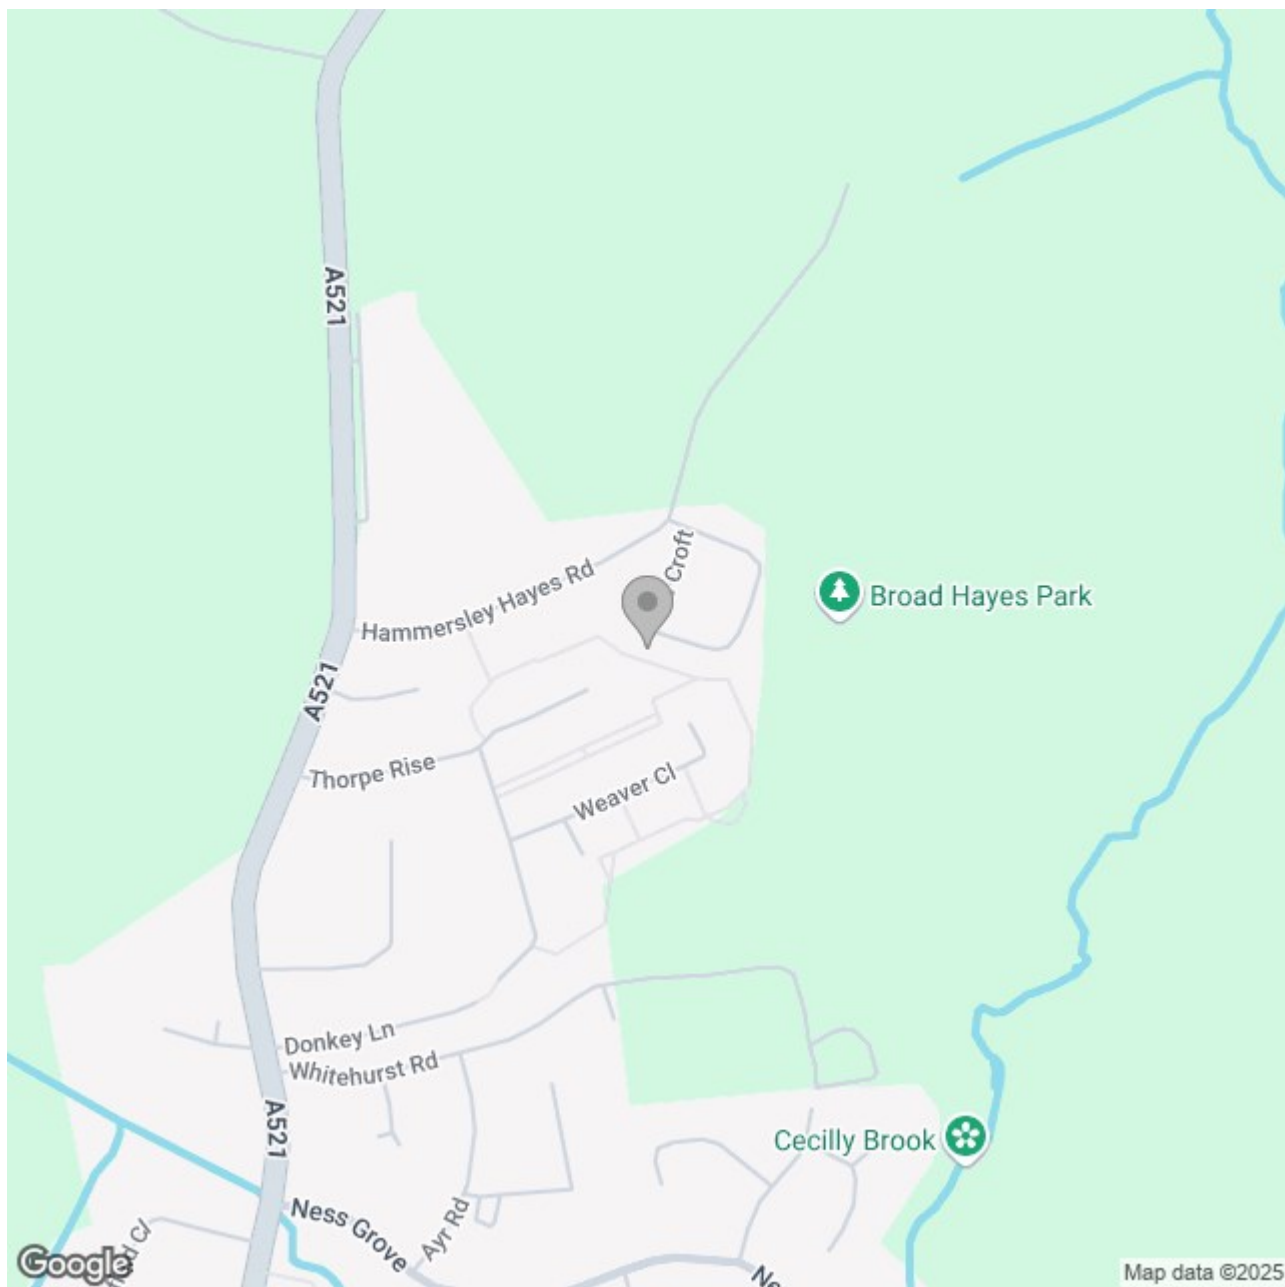 A521
Croft
Hammersley Hayes Rd
Broad Hayes Park
A521
Thorpe Rise
Weaver Cl
Donkey Ln
Whitehurst Rd
A521
Cecilly Brook
Ness Grove
Ayr Rd
Google
Map data ©2025